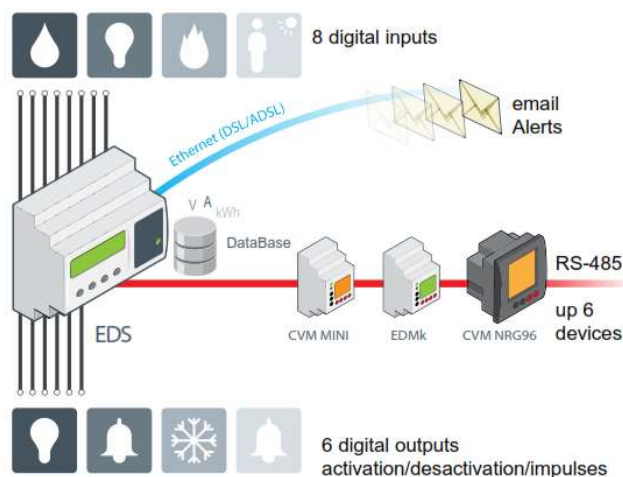 8 digital inputs
Ethernet (DSL/ADSL)
email
Alerts
V A kWh
DataBase
RS-485
EDS
CVM MINI
EDMk
CVM NRG96
up 6
devices
6 digital outputs
activation/desactivation/impulses